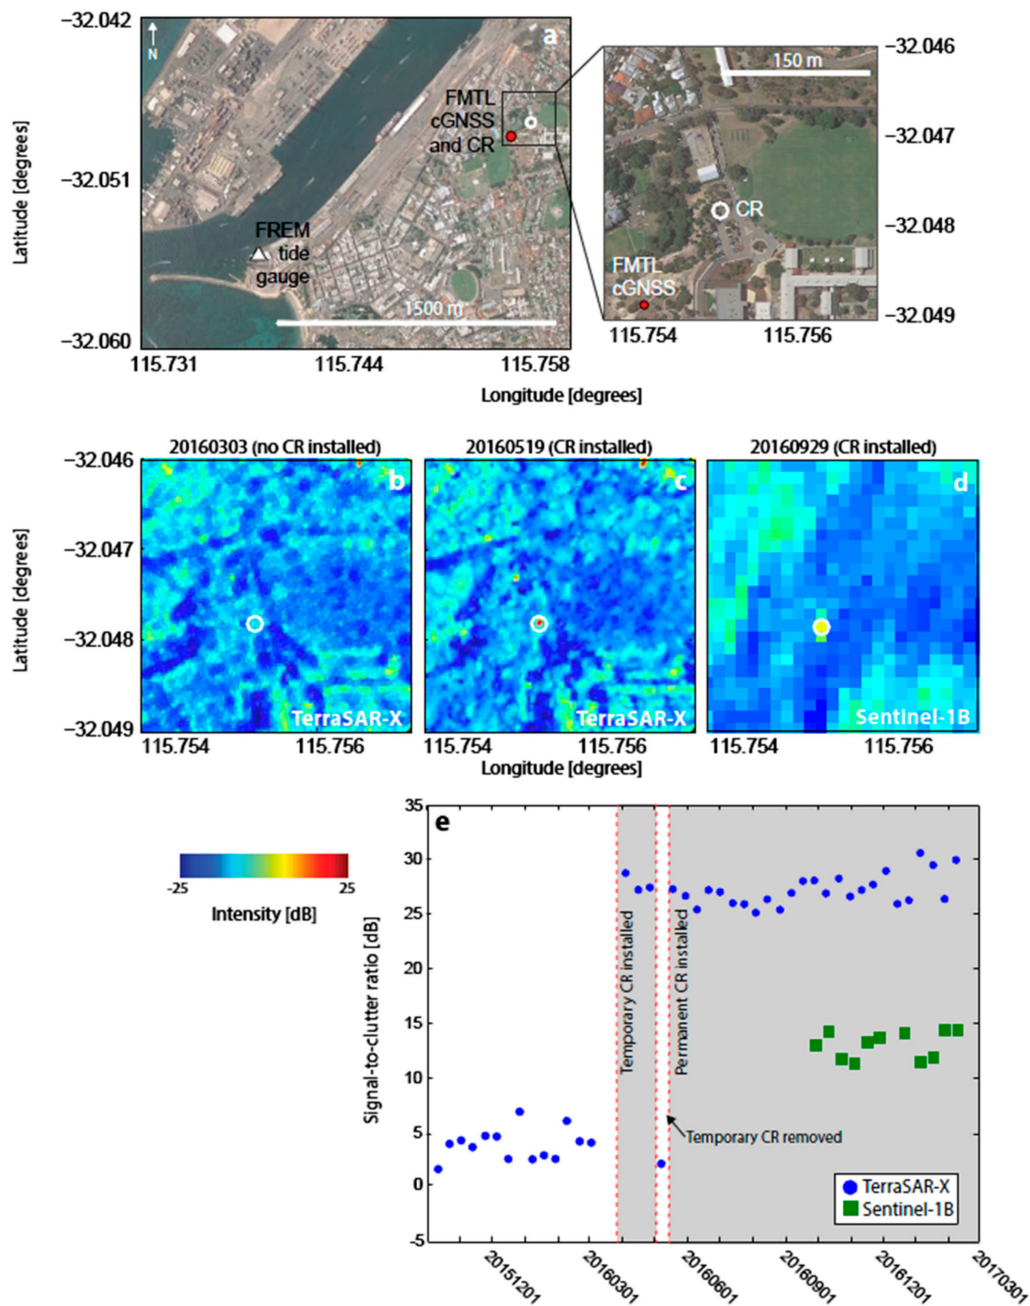 −32.042
N
a
−32.046
150 m
FMTL
cGNSS
and CR
−32.047
Latitude [degrees]
−32.051
CR
−32.048
FREM
tide
gauge
FMTL
cGNSS
1500 m
−32.049
−32.060
115.754
115.756
115.731
115.744
115.758
Longitude [degrees]
20160303 (no CR installed)
20160519 (CR installed)
20160929 (CR installed)
−32.046
b
c
d
−32.047
Latitude [degrees]
−32.048
TerraSAR-X
TerraSAR-X
Sentinel-1B
−32.049
115.754
115.756
115.754
115.756
115.754
115.756
Longitude [degrees]
35
e
30
-25
25
Intensity [dB]
25
Signal-to-clutter ratio [dB]
20
Temporary CR installed
Permanent CR installed
15
10
5
Temporary CR removed
0
TerraSAR-X
Sentinel-1B
-5
20151201
20160301
20160601
20160901
20161201
20170301